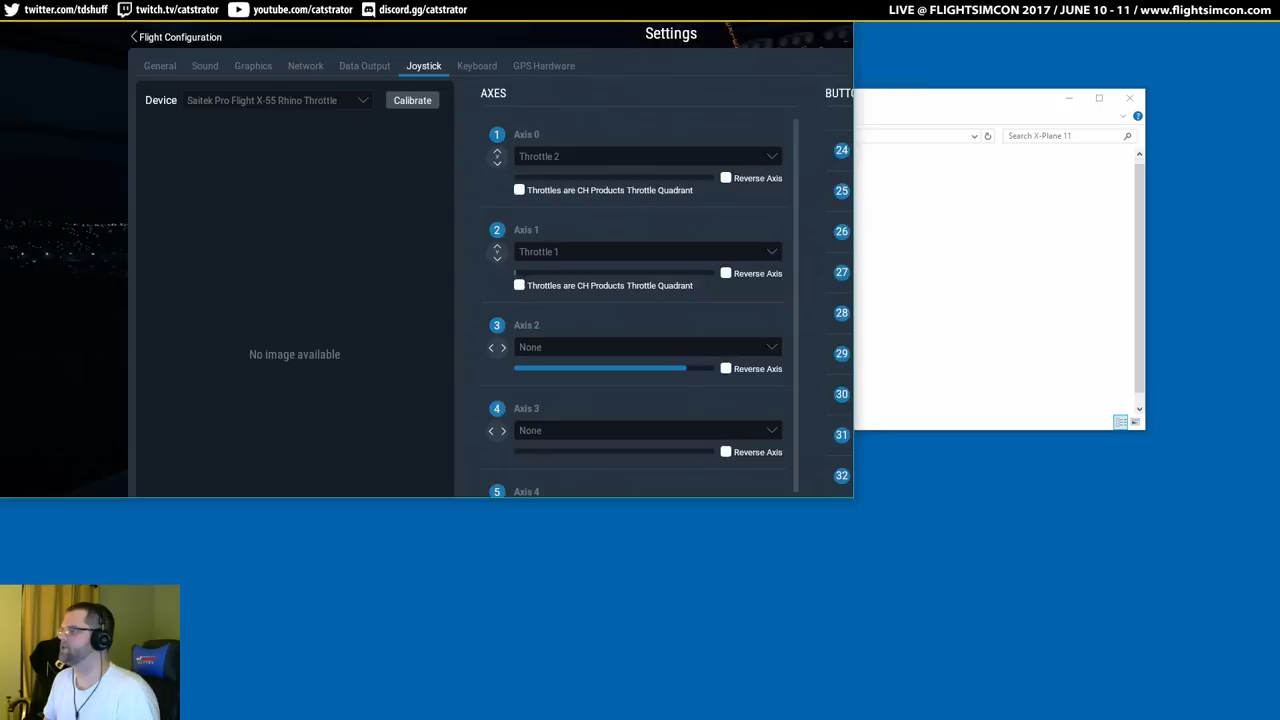 twitter.com/tdshuff twitch.tv/catstrator youtube.com/catstrator discord.gg/catstrator LIVE @ FLIGHTSIMCON 2017 / JUNE 10 - 11 / www.flightsimcon.com
Flight Configuration Settings
General Sound Graphics Network Data Output Joystick Keyboard GPS Hardware
Device Saitek Pro Flight X-55 Rhino Throttle Calibrate
AXES
1 Axis 0
Throttle 2
Reverse Axis
Throttles are CH Products Throttle Quadrant
2 Axis 1
Throttle 1
Reverse Axis
Throttles are CH Products Throttle Quadrant
3 Axis 2
None
Reverse Axis
4 Axis 3
None
Reverse Axis
5 Axis 4
No image available
BUTTO
24
25
26
27
28
29
30
31
32
Search X-Plane 11